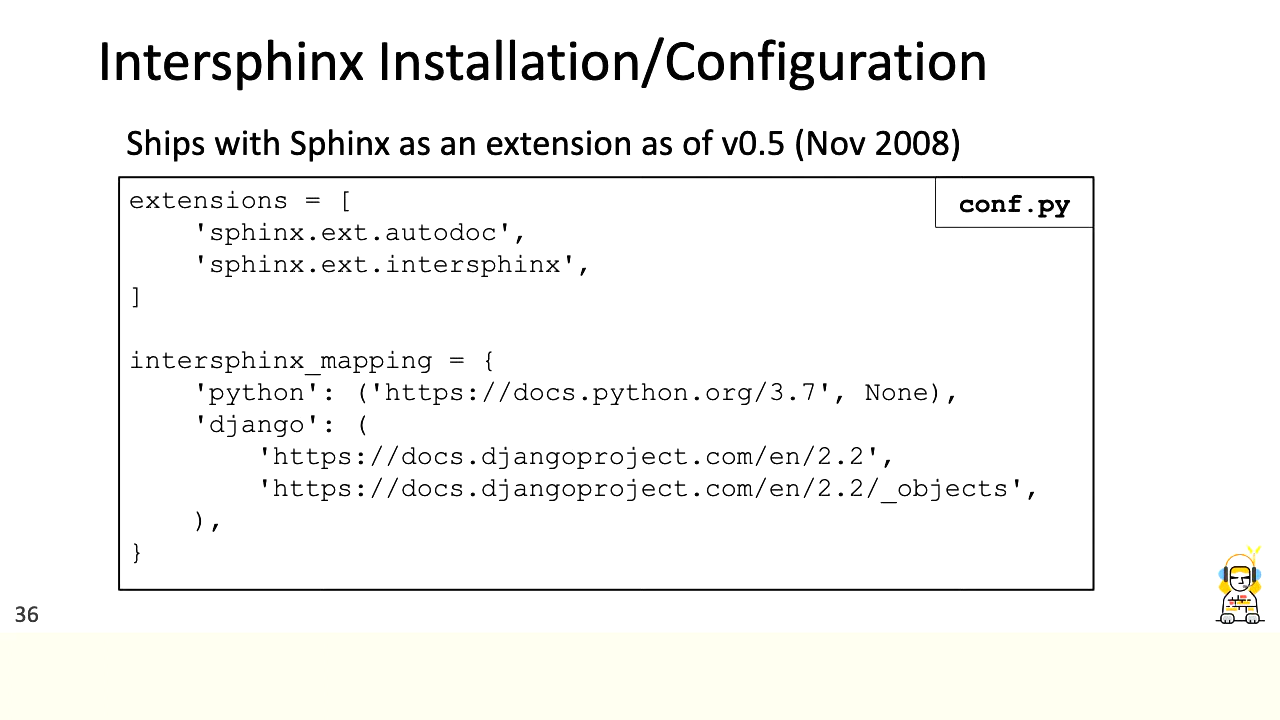 Intersphinx Installation/Configuration
Ships with Sphinx as an extension as of v0.5 (Nov 2008)
conf.py
extensions = [
    'sphinx.ext.autodoc',
    'sphinx.ext.intersphinx',
]

intersphinx_mapping = {
    'python': ('https://docs.python.org/3.7', None),
    'django': (
        'https://docs.djangoproject.com/en/2.2',
        'https://docs.djangoproject.com/en/2.2/_objects',
    ),
}
36